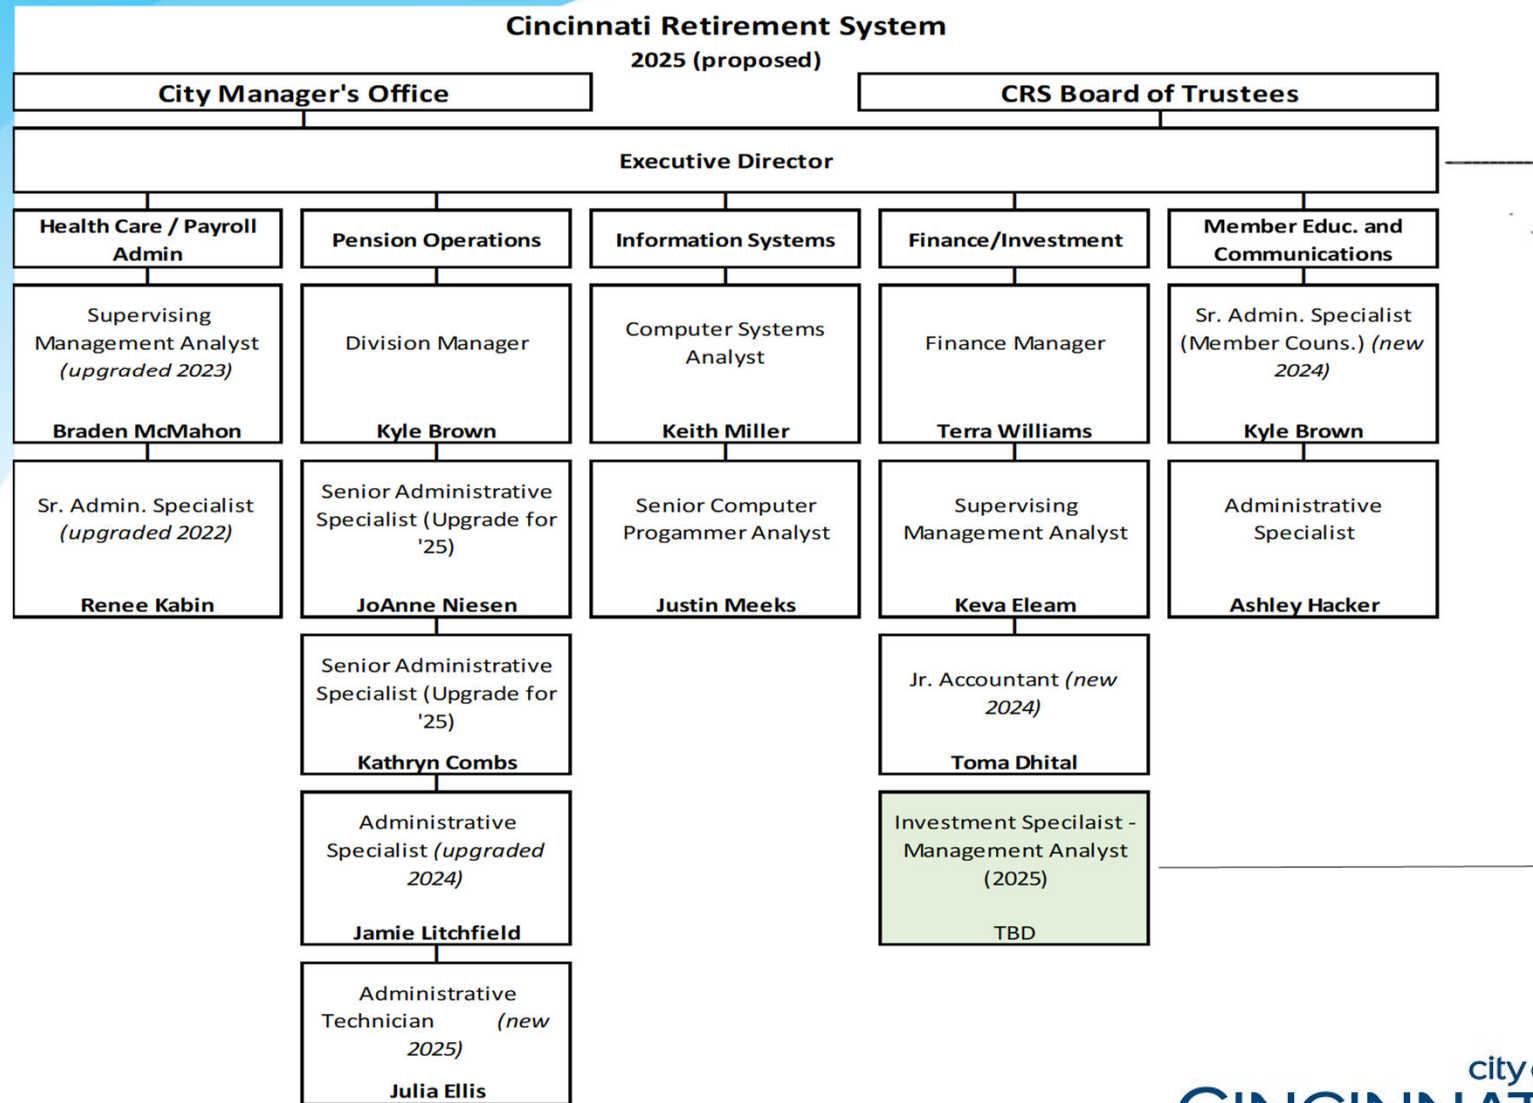 Cincinnati Retirement System
2025 (proposed)
City Manager's Office
CRS Board of Trustees
Executive Director
Health Care / Payroll
Admin
Pension Operations
Information Systems
Finance/Investment
Member Educ. and
Communications
Supervising
Management Analyst
(upgraded 2023)
Braden McMahon
Division Manager
Kyle Brown
Computer Systems
Analyst
Keith Miller
Finance Manager
Terra Williams
Sr. Admin. Specialist
(Member Couns.) (new
2024)
Kyle Brown
Sr. Admin. Specialist
(upgraded 2022)
Renee Kabin
Senior Administrative
Specialist (Upgrade for
'25)
JoAnne Niesen
Senior Computer
Progammer Analyst
Justin Meeks
Supervising
Management Analyst
Keva Eleam
Administrative
Specialist
Ashley Hacker
Senior Administrative
Specialist (Upgrade for
'25)
Kathryn Combs
Jr. Accountant (new
2024)
Toma Dhital
Administrative
Specialist (upgraded
2024)
Jamie Litchfield
Investment Specilaist -
Management Analyst
(2025)
TBD
Administrative
Technician (new
2025)
Julia Ellis
city